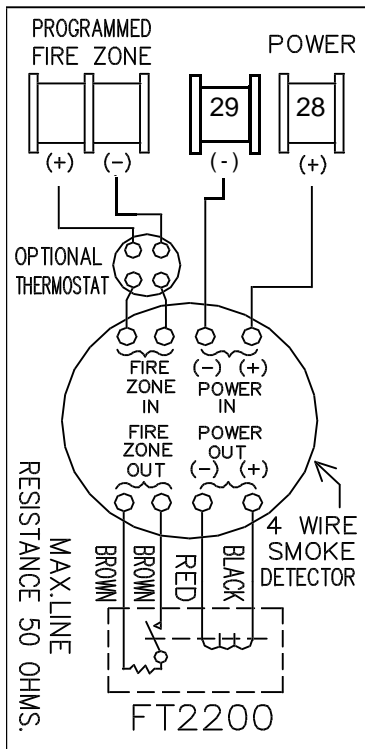 PROGRAMMED
FIRE ZONE
POWER
29
28
(+)
(-)
(-)
(+)
OPTIONAL
THERMOSTAT
FIRE
ZONE
IN
(-) (+)
POWER
IN
FIRE
ZONE
OUT
POWER
OUT
(-) (+)
4 WIRE
SMOKE
DETECTOR
BROWN
BROWN
RED
BLACK
MAX.LINE
RESISTANCE 50 OHMS.
FT2200